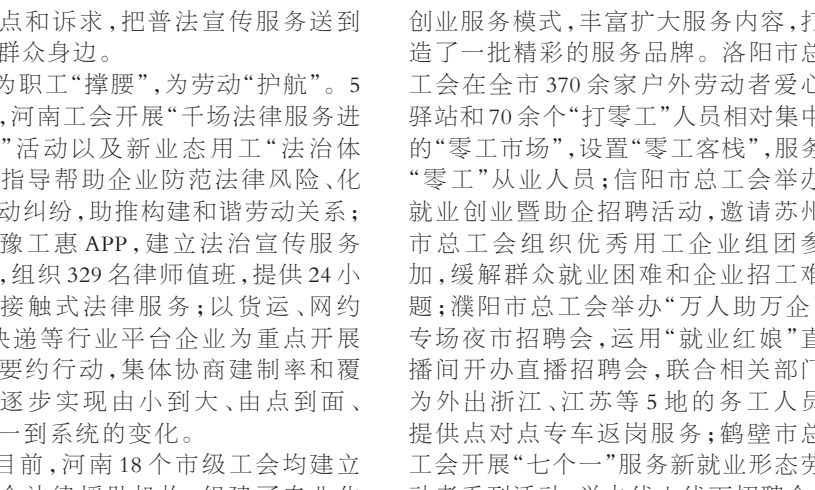 点和诉求,把普法宣传服务送到
群众身边。
为职工“撑腰”,为劳动“护航”。5
,河南工会开展“千场法律服务进
”活动以及新业态用工“法治体
指导帮助企业防范法律风险、化
动纠纷,助推构建和谐劳动关系;
豫工惠 APP,建立法治宣传服务
,组织 329 名律师值班,提供 24 小
接触式法律服务;以货运、网约
快递等行业平台企业为重点开展
要约行动,集体协商建制率和覆
逐步实现由小到大、由点到面、
一到系统的变化。
目前,河南 18 个市级工会均建立
创业服务模式,丰富扩大服务内容,打
造了一批精彩的服务品牌。洛阳市总
工会在全市 370 余家户外劳动者爱心
驿站和 70 余个“打零工”人员相对集中
的“零工市场”,设置“零工客栈”,服务
“零工”从业人员;信阳市总工会举办
就业创业暨助企招聘活动,邀请苏州
市总工会组织优秀用工企业组团参
加,缓解群众就业困难和企业招工难
题;濮阳市总工会举办“万人助万企”
专场夜市招聘会,运用“就业红娘”直
播间开办直播招聘会,联合相关部门
为外出浙江、江苏等 5 地的务工人员
提供点对点专车返岗服务;鹤壁市总
工会开展“七个一”服务新就业形态劳